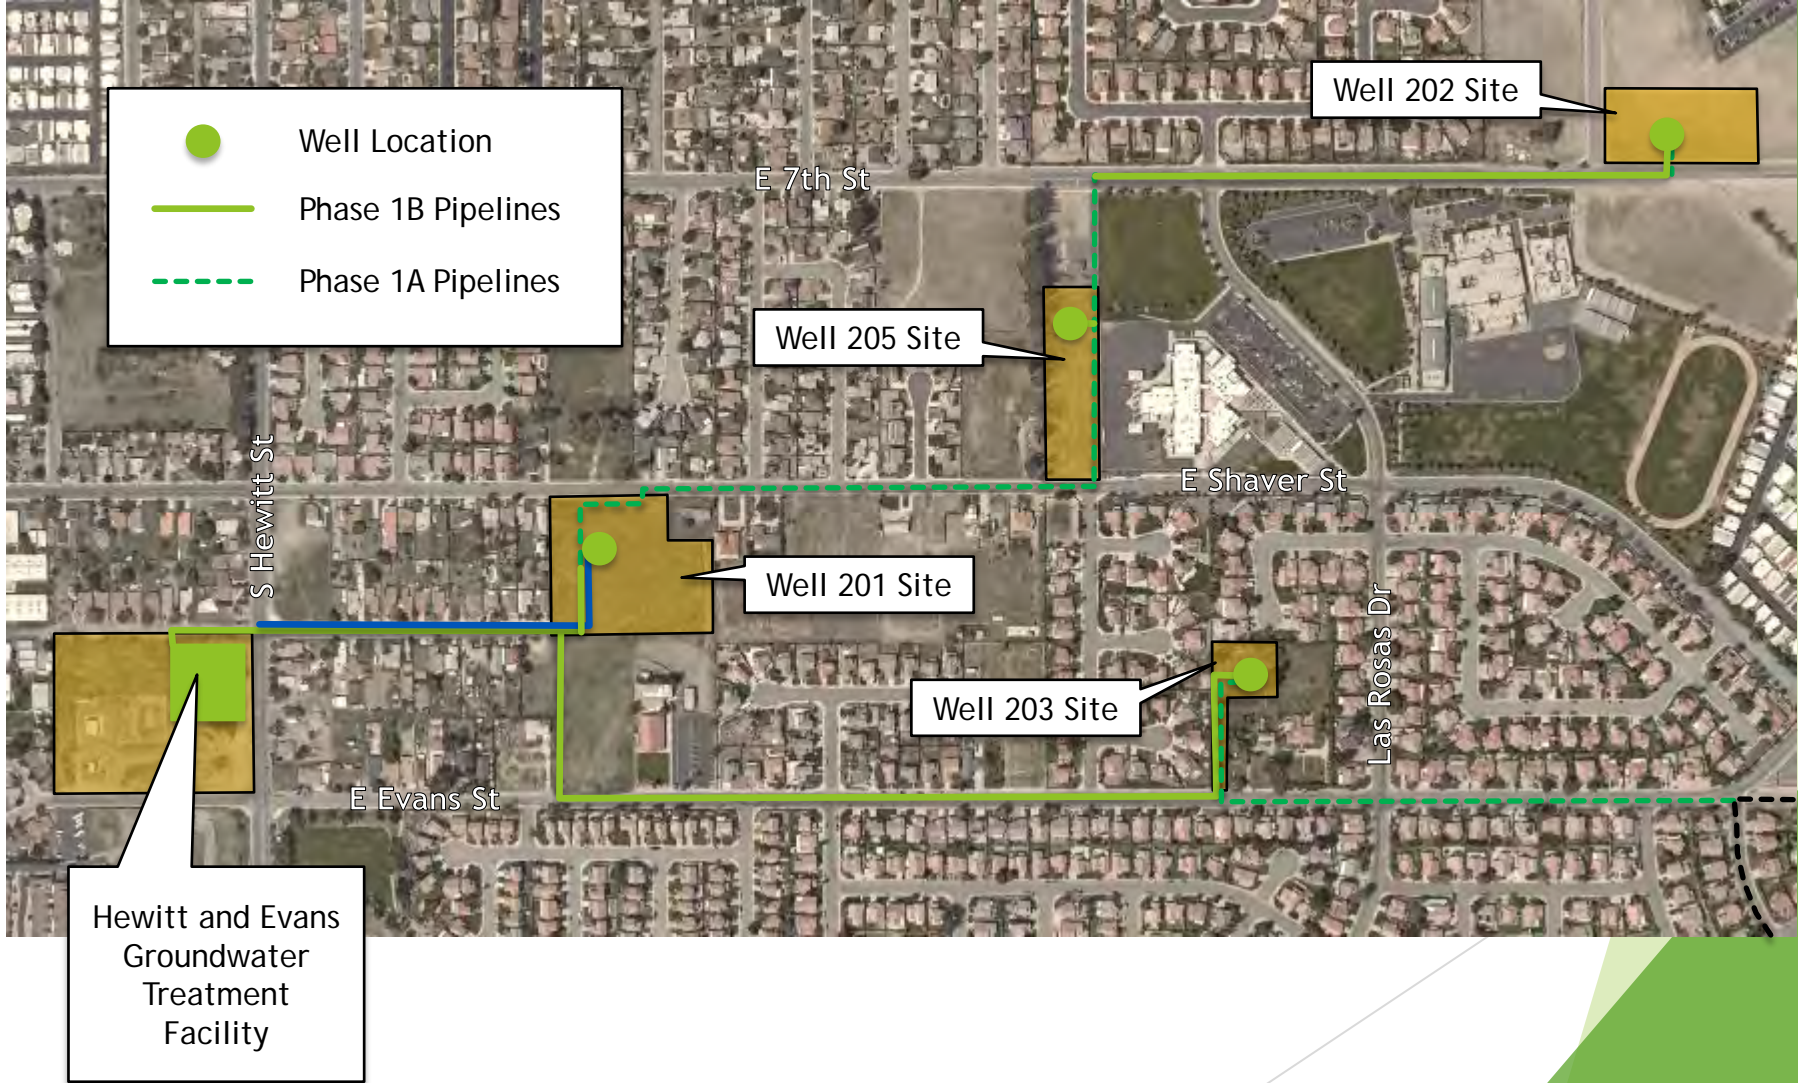 Well Location
Phase 1B Pipelines
Phase 1A Pipelines
Well 202 Site
E 7th St
Well 205 Site
E Shaver St
S Hewitt St
Well 201 Site
Las Rosas Dr
Well 203 Site
E Evans St
Hewitt and Evans
Groundwater
Treatment
Facility